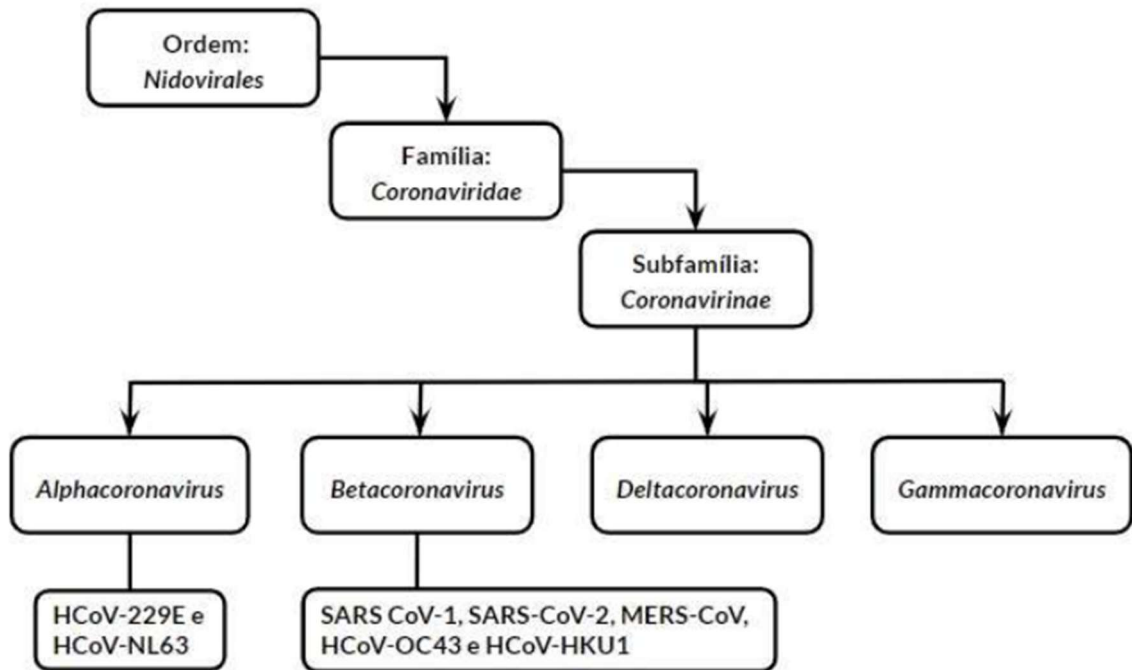 Ordem:
Nidovirales
Família:
Coronaviridae
Subfamília:
Coronavirinae
Alphacoronavirus
Betacoronavirus
Deltacoronavirus
Gammacoronavirus
HCoV-229E e
HCoV-NL63
SARS CoV-1, SARS-CoV-2, MERS-CoV,
HCoV-OC43 e HCoV-HKU1